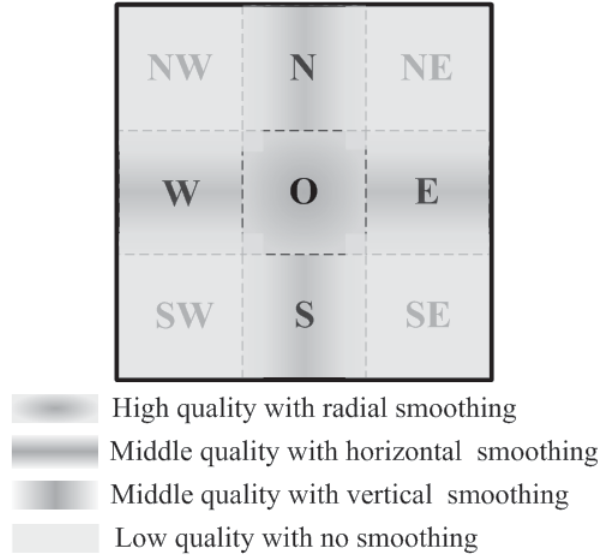 NW N NE
W O E
SW S SE
High quality with radial smoothing
Middle quality with horizontal smoothing
Middle quality with vertical smoothing
Low quality with no smoothing